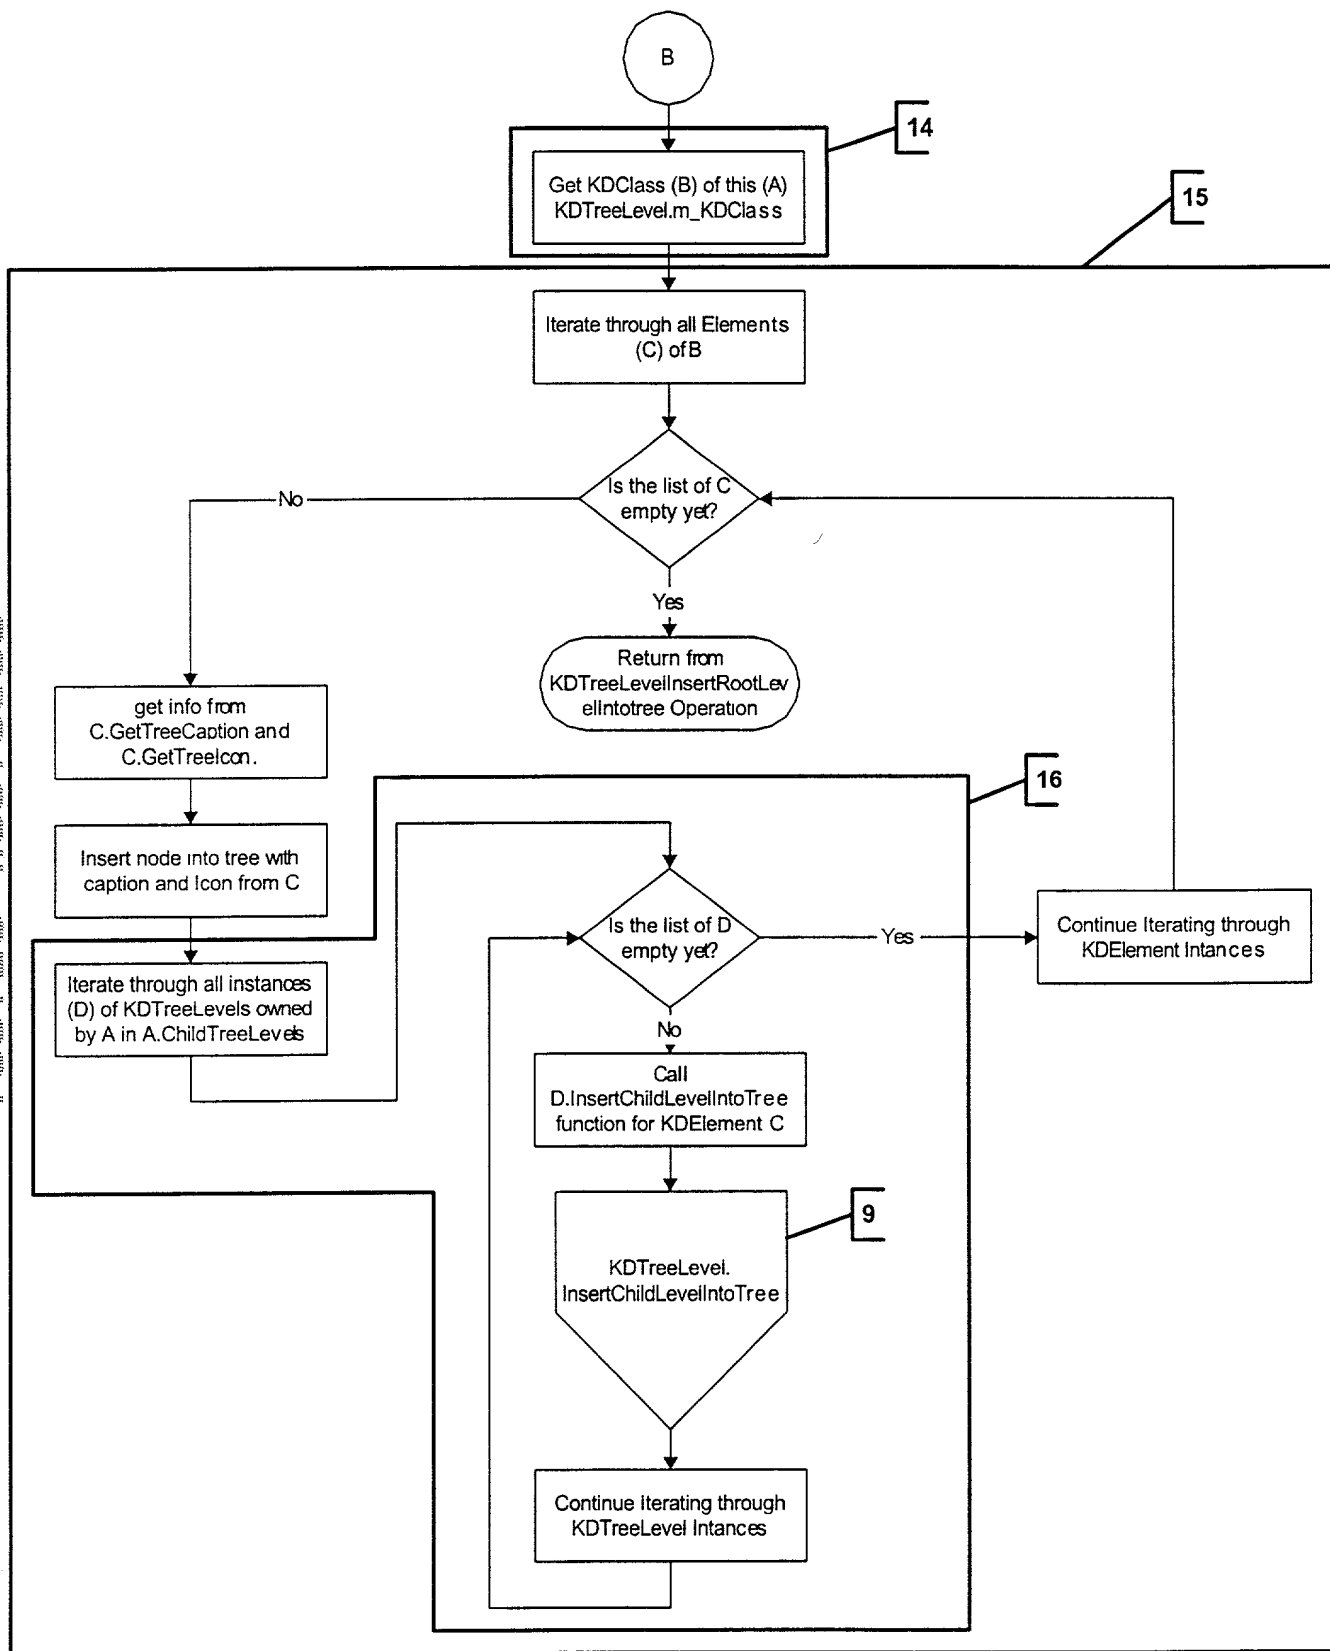 B
14
Get KDClass (B) of this (A)
KDTreeLevel.m_KDClass
15
Iterate through all Elements
(C) of B
Is the list of C
empty yet?
No
Yes
Return from
KDTreeLevelInsertRootLev
elIntotree Operation
get info from
C.GetTreeCaption and
C.GetTreeIcon.
16
Insert node into tree with
caption and Icon from C
Is the list of D
empty yet?
Yes
Continue Iterating through
KDElement Intances
Iterate through all instances
(D) of KDTreeLevels owned
by A in A.ChildTreeLevels
No
Call
D.InsertChildLevelIntoTree
function for KDElement C
9
KDTreeLevel.
InsertChildLevelIntoTree
Continue Iterating through
KDTreeLevel Intances